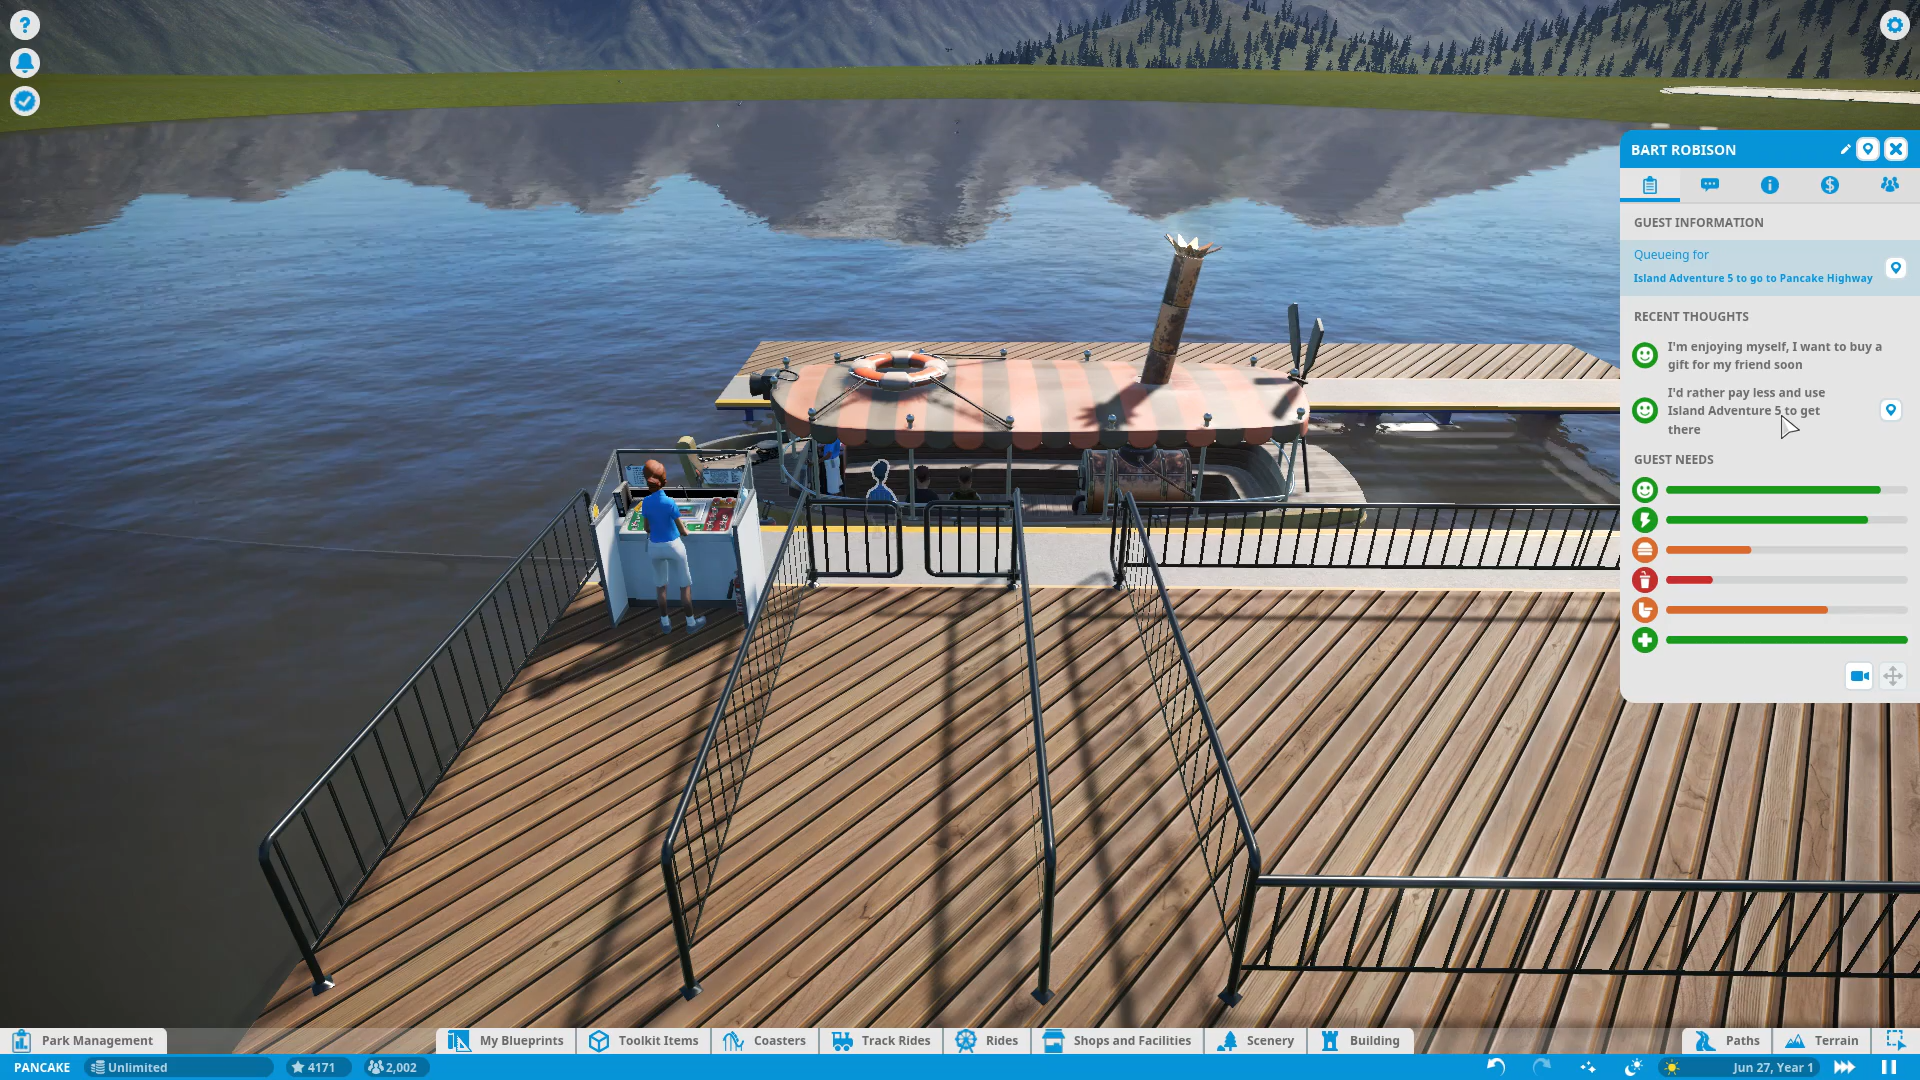 BART ROBISON
GUEST INFORMATION
Queueing for
Island Adventure 5 to go to Pancake Highway
RECENT THOUGHTS
I'm enjoying myself, I want to buy a
gift for my friend soon
I'd rather pay less and use
Island Adventure 5 to get
there
GUEST NEEDS
Park Management
My Blueprints
Toolkit Items
Coasters
Track Rides
Rides
Shops and Facilities
Scenery
Building
Paths
Terrain
PANCAKE
Unlimited
4171
2,002
Jun 27, Year 1